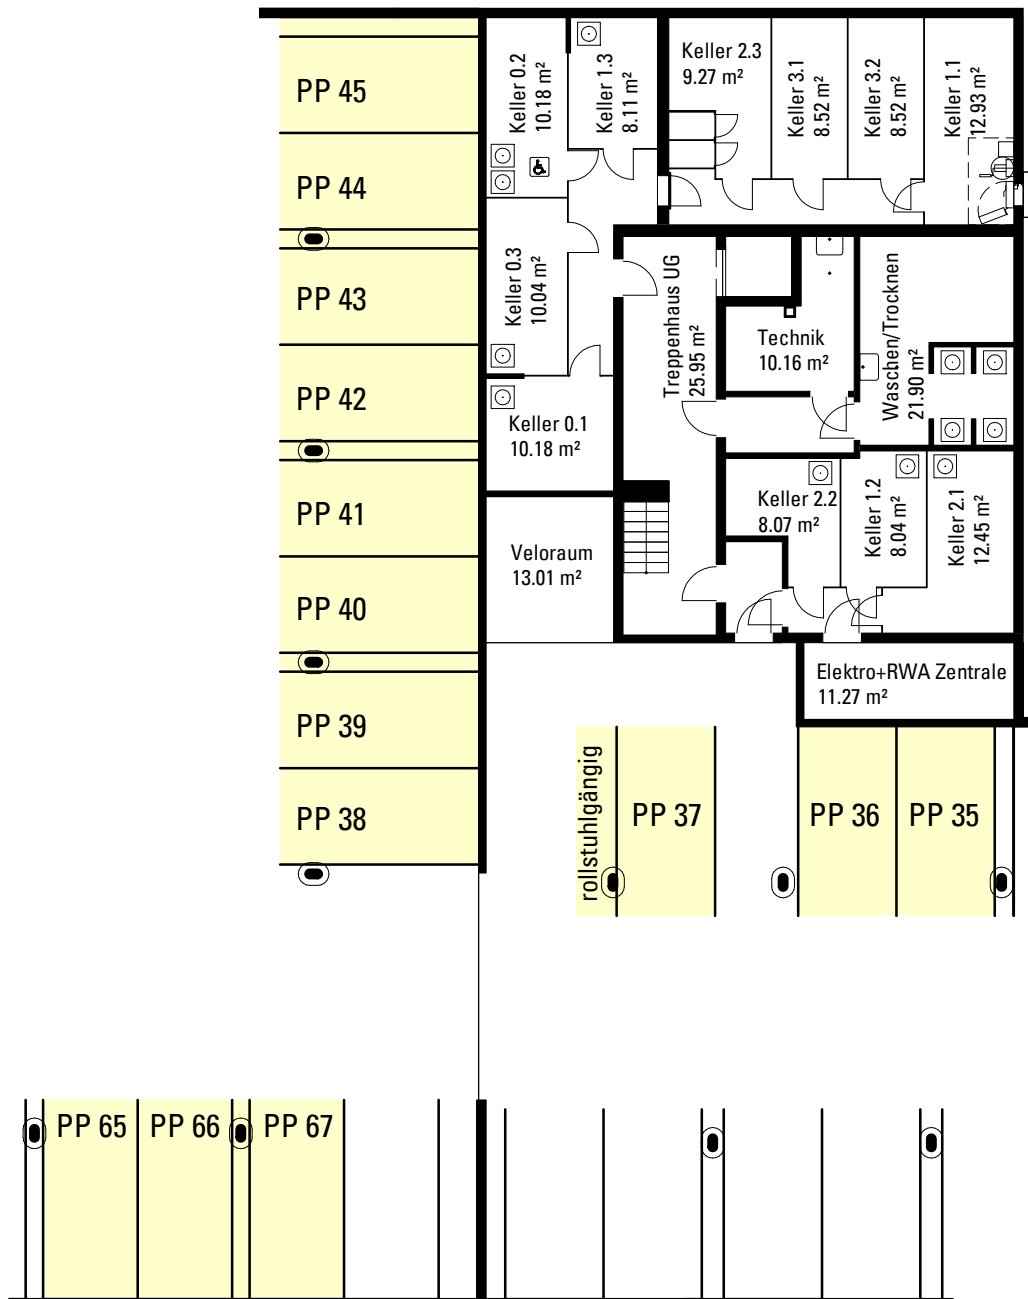 PP 45
PP 44
PP 43
PP 42
PP 41
PP 40
PP 39
PP 38
Keller 0.2
10.18 m²
Keller 1.3
8.11 m²
Keller 2.3
9.27 m²
Keller 3.1
8.52 m²
Keller 3.2
8.52 m²
Keller 1.1
12.93 m²
Keller 0.3
10.04 m²
Treppenhaus UG
25.95 m²
Technik
10.16 m²
Waschen/Trocknen
21.90 m²
Keller 0.1
10.18 m²
Keller 2.2
8.07 m²
Keller 1.2
8.04 m²
Keller 2.1
12.45 m²
Veloraum
13.01 m²
Elektro+RWA Zentrale
11.27 m²
rollstuhlgängig
PP 37
PP 36
PP 35
PP 65
PP 66
PP 67